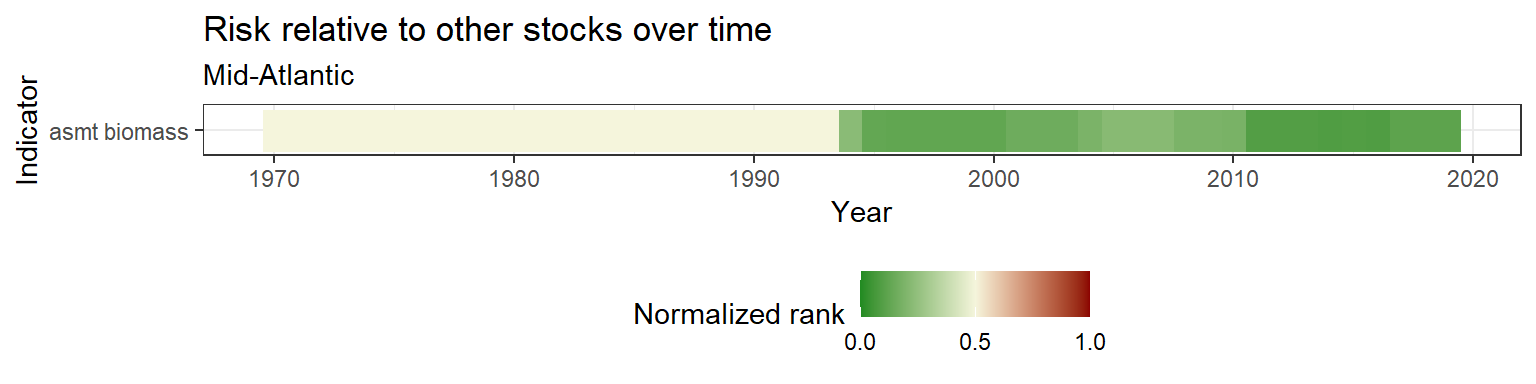 Risk relative to other stocks over time
Mid-Atlantic
Indicator
asmt biomass
1970 1980 1990 2000 2010 2020
Year
Normalized rank
0.0 0.5 1.0